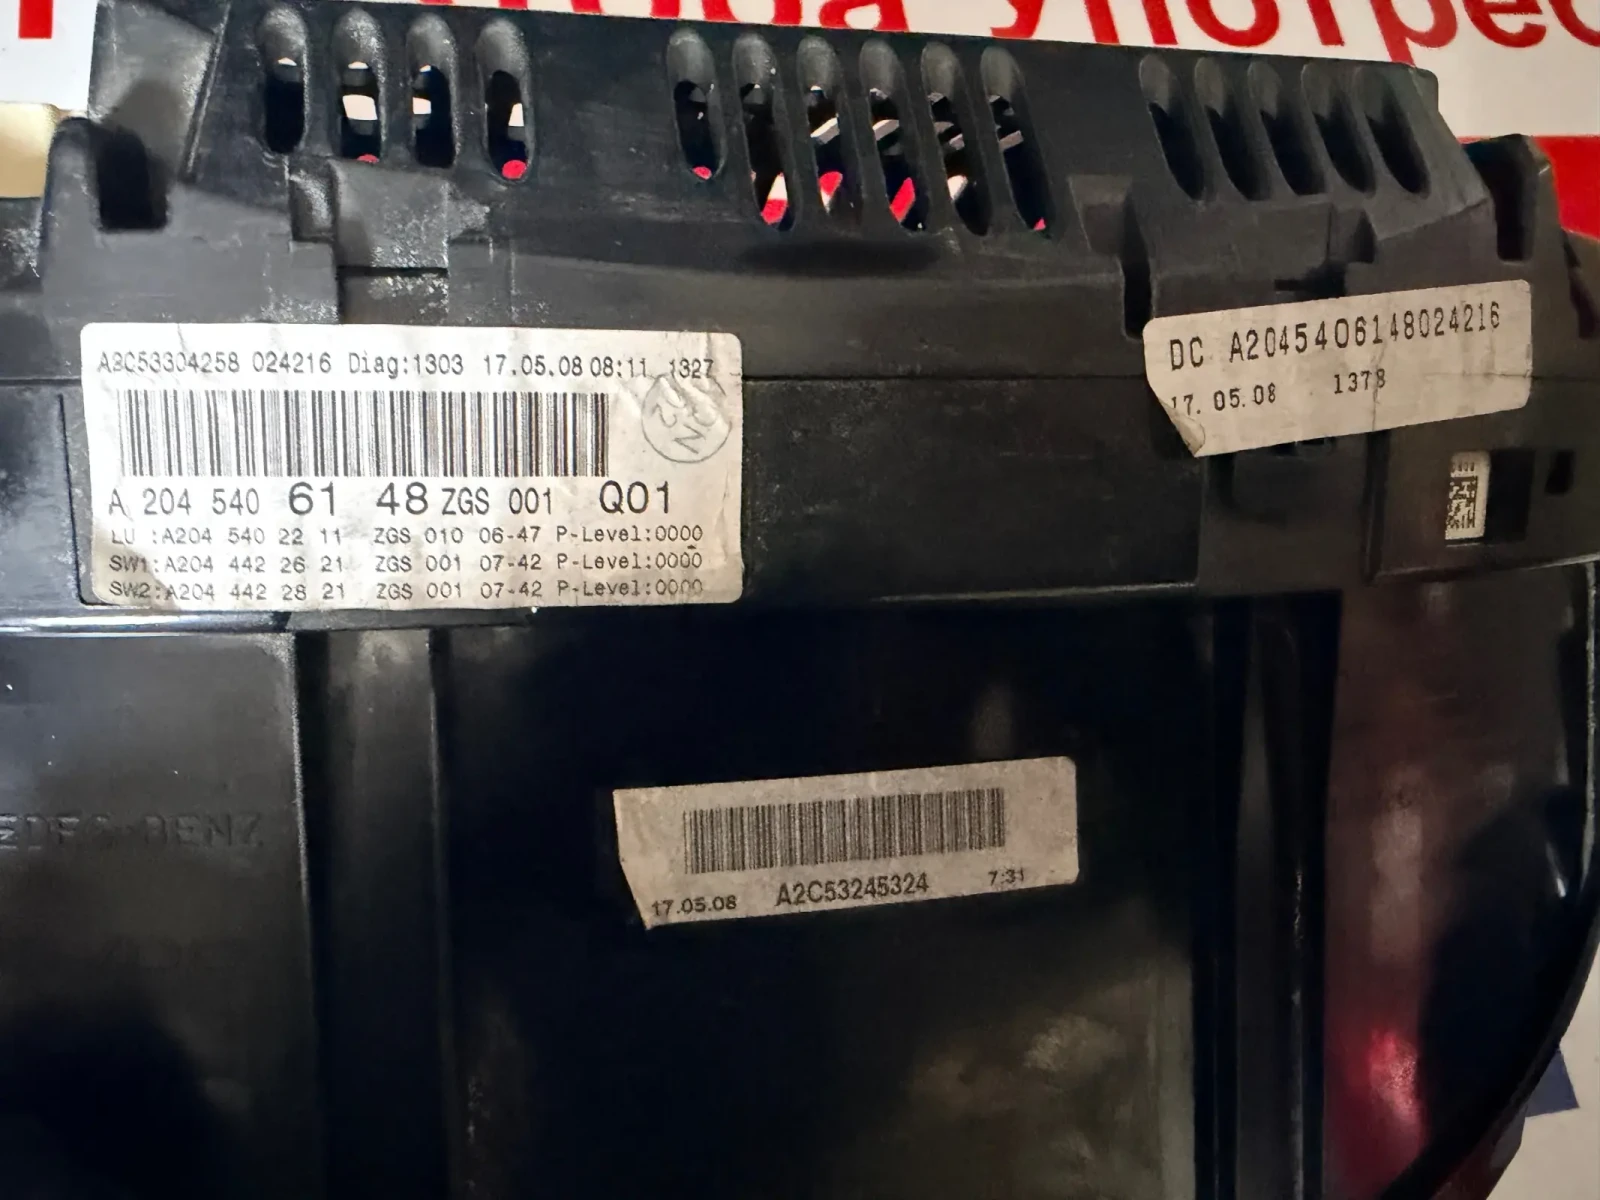 A2C53304258 024216 Diag:1303 17.05.08 08:11 1327
A 204 540 61 48 ZGS 001 Q01
LU :A204 540 22 11 ZGS 010 06-47 P-Level:0000
SW1:A204 442 26 21 ZGS 001 07-42 P-Level:0000
SW2:A204 442 28 21 ZGS 001 07-42 P-Level:0000
DC A2045406148024216
17.05.08 1378
17.05.08 A2C53245324 7:31